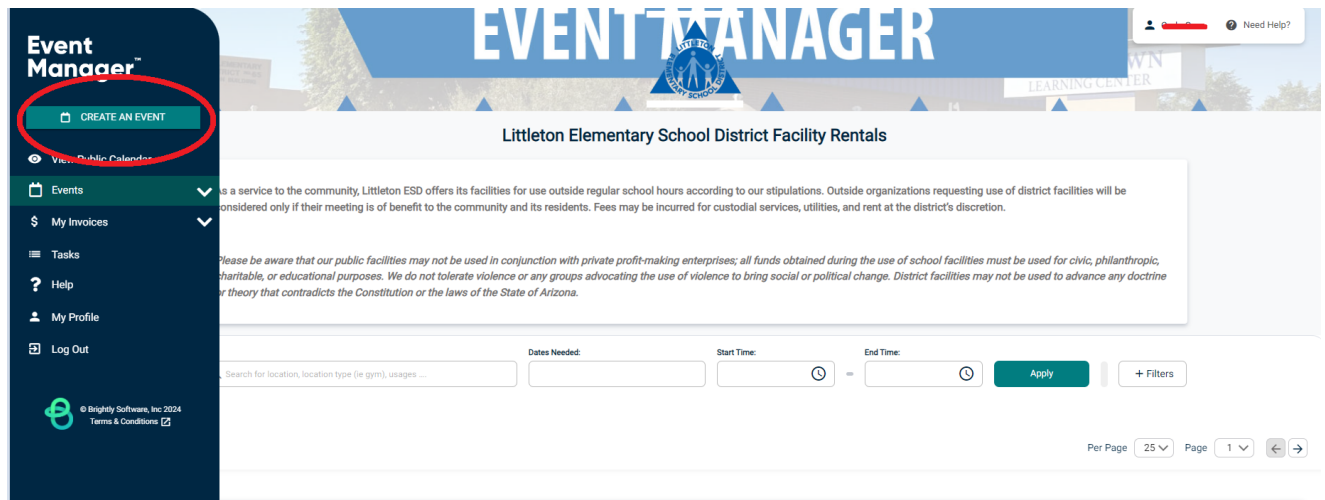 EVENT MANAGER
Event
Manager™
Need Help?
LITTLETON
ELEMENTARY SCHOOL
LEARNING CENTER
CREATE AN EVENT
Littleton Elementary School District Facility Rentals
View Public Calendar
Events
$ My Invoices
Tasks
? Help
My Profile
Log Out
© Brightly Software, Inc 2024
Terms & Conditions
As a service to the community, Littleton ESD offers its facilities for use outside regular school hours according to our stipulations. Outside organizations requesting use of district facilities will be
considered only if their meeting is of benefit to the community and its residents. Fees may be incurred for custodial services, utilities, and rent at the district's discretion.
Please be aware that our public facilities may not be used in conjunction with private profit-making enterprises; all funds obtained during the use of school facilities must be used for civic, philanthropic,
charitable, or educational purposes. We do not tolerate violence or any groups advocating the use of violence to bring social or political change. District facilities may not be used to advance any doctrine
or theory that contradicts the Constitution or the laws of the State of Arizona.
Dates Needed:
Start Time:
End Time:
Search for location, location type (ie gym), usages ...
–
Apply
+ Filters
Per Page 25 Page 1